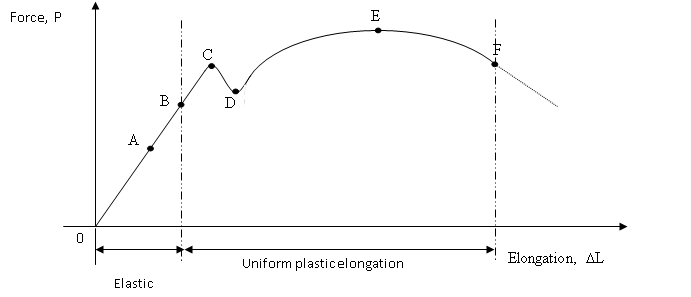 Force, P
E
C
F
B
D
A
0
Elongation, ΔL
Uniform plastic elongation
Elastic